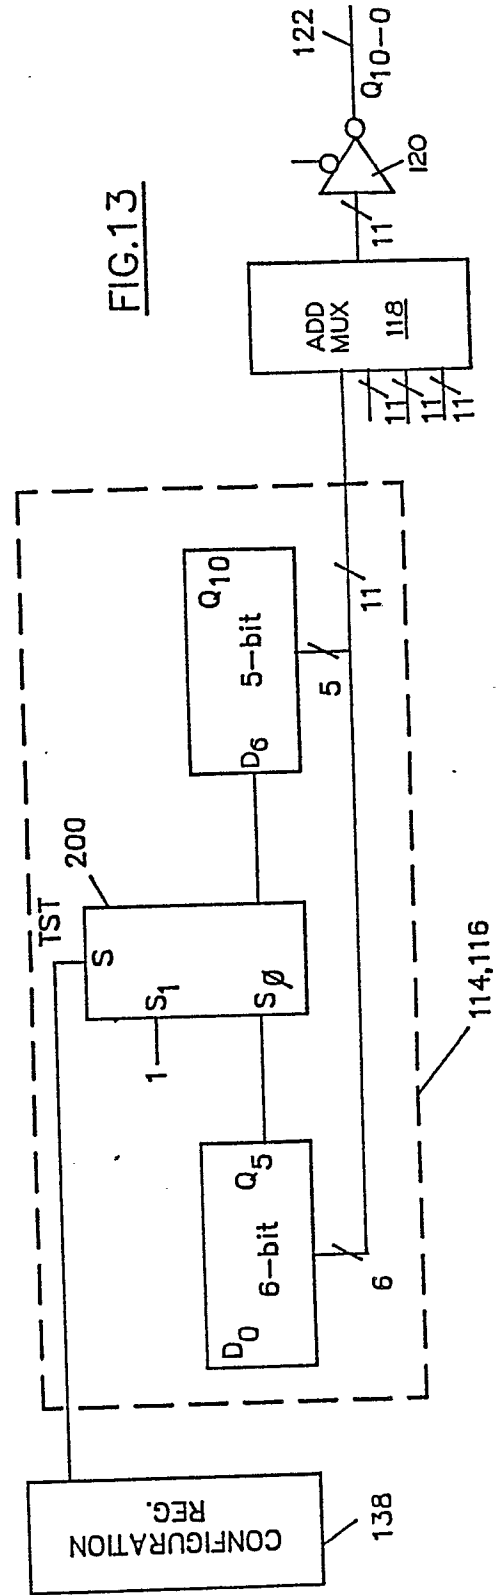 FIG.13
CONFIGURATION
REG.
138
TST
S
200
S1
1
SØ
D0
Q5
6-bit
6
D6
Q10
5-bit
5
11
114,116
ADD
MUX
118
11
11
11
11
120
122
Q10-0